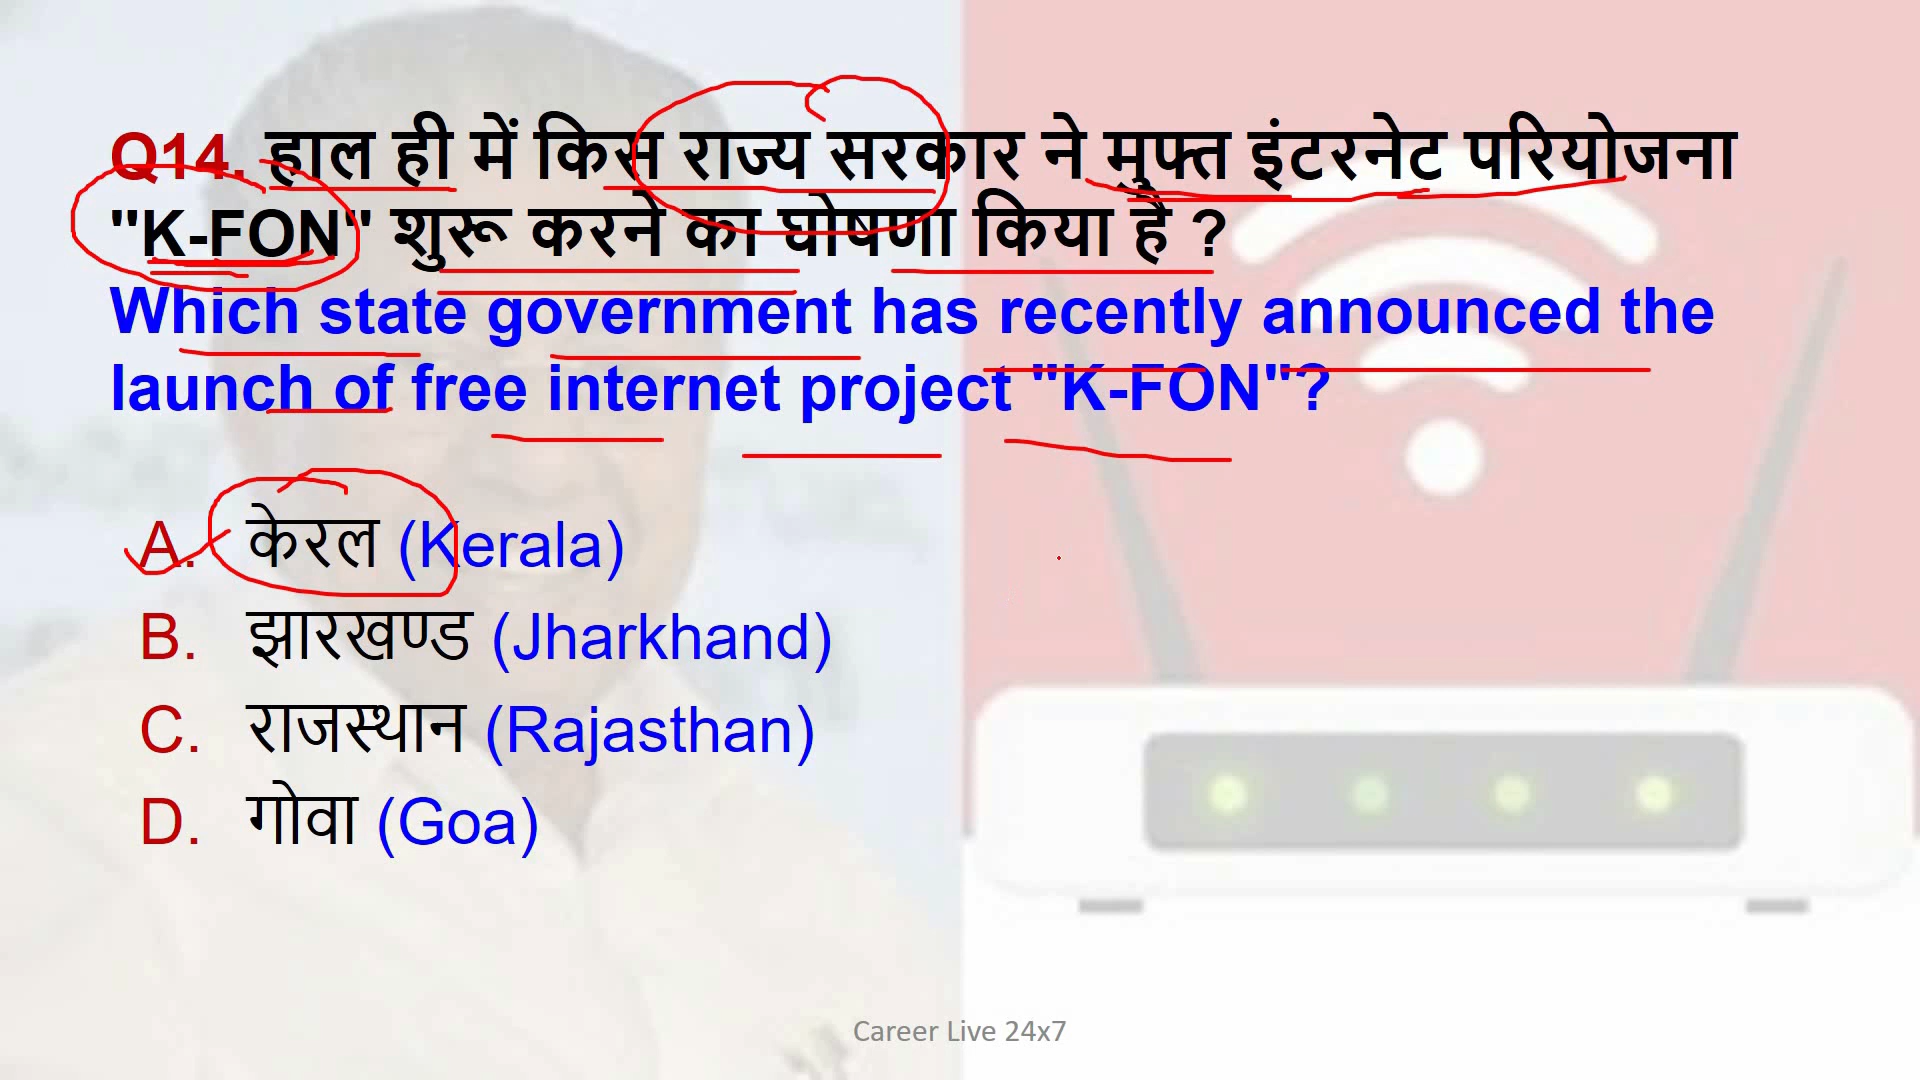 Q14. हाल ही में किस राज्य सरकार ने मुफ्त इंटरनेट परियोजना
"K-FON" शुरू करने का घोषणा किया है ?
Which state government has recently announced the
launch of free internet project "K-FON"?
A. केरल (Kerala)
B. झारखण्ड (Jharkhand)
C. राजस्थान (Rajasthan)
D. गोवा (Goa)
Career Live 24x7